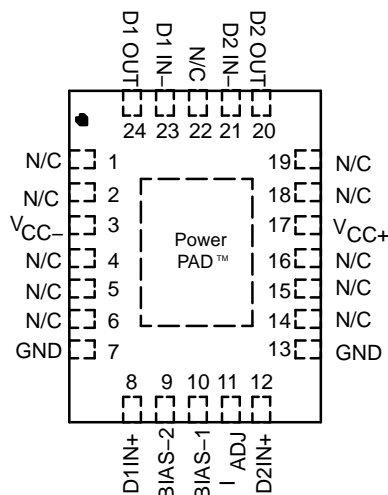 D1 OUT
D1 IN−
N/C
D2 IN−
D2 OUT
24 23 22 21 20
N/C 1 19 N/C
N/C 2 18 N/C
VCC− 3 17 VCC+
N/C 4 16 N/C
N/C 5 15 N/C
N/C 6 14 N/C
GND 7 13 GND
Power
PAD™
8 9 10 11 12
D1IN+
BIAS−2
BIAS−1
I ADJ
D2IN+